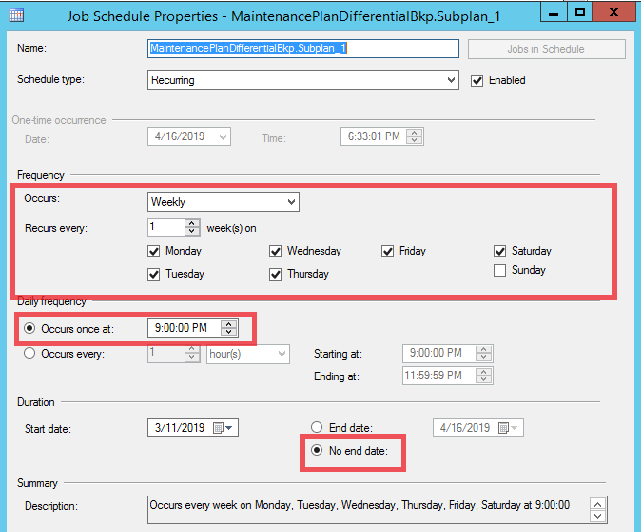 Job Schedule Properties - MaintenancePlanDifferentialBkp.Subplan_1
Name: MaintenancePlanDifferentialBkp.Subplan_1 Jobs in Schedule
Schedule type: Recurring Enabled
One-time occurrence
Date: 4/16/2019 Time: 6:33:01 PM
Frequency
Occurs: Weekly
Recurs every: 1 week(s) on
Monday Wednesday Friday Saturday
Tuesday Thursday Sunday
Daily frequency
Occurs once at: 9:00:00 PM
Occurs every: 1 hour(s) Starting at: 9:00:00 PM
Ending at: 11:59:59 PM
Duration
Start date: 3/11/2019 End date: 4/16/2019
No end date:
Summary
Description: Occurs every week on Monday, Tuesday, Wednesday, Thursday, Friday, Saturday at 9:00:00